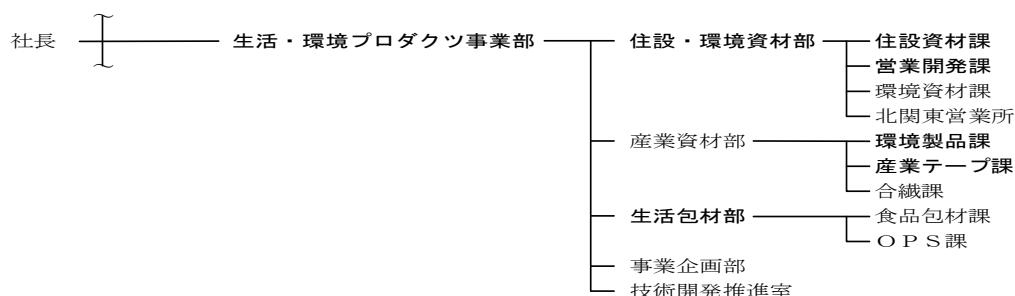 社長 生活・環境プロダクツ事業部 住設・環境資材部 住設資材課
営業開発課
環境資材課
北関東営業所
産業資材部 環境製品課
産業テープ課
合繊課
生活包材部 食品包材課
ＯＰＳ課
事業企画部
技術開発推進室